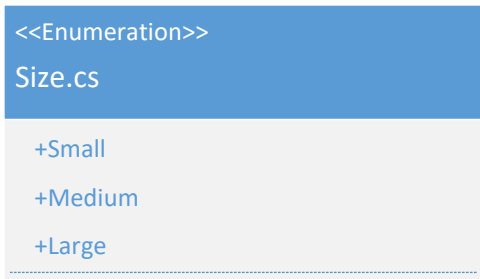 <<Enumeration>>
Size.cs
+Small
+Medium
+Large